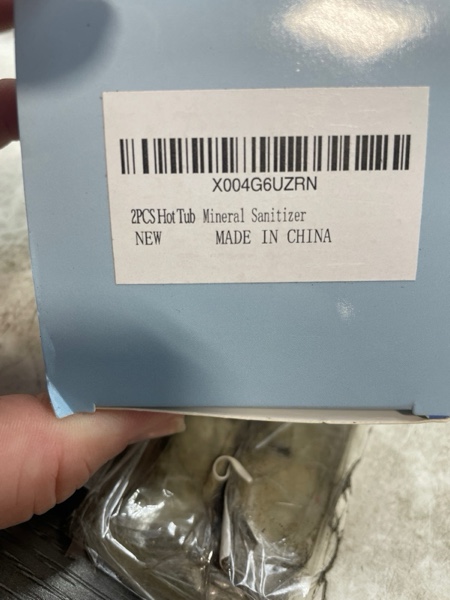 X004G6UZRN
2PCS Hot Tub Mineral Sanitizer
NEW MADE IN CHINA